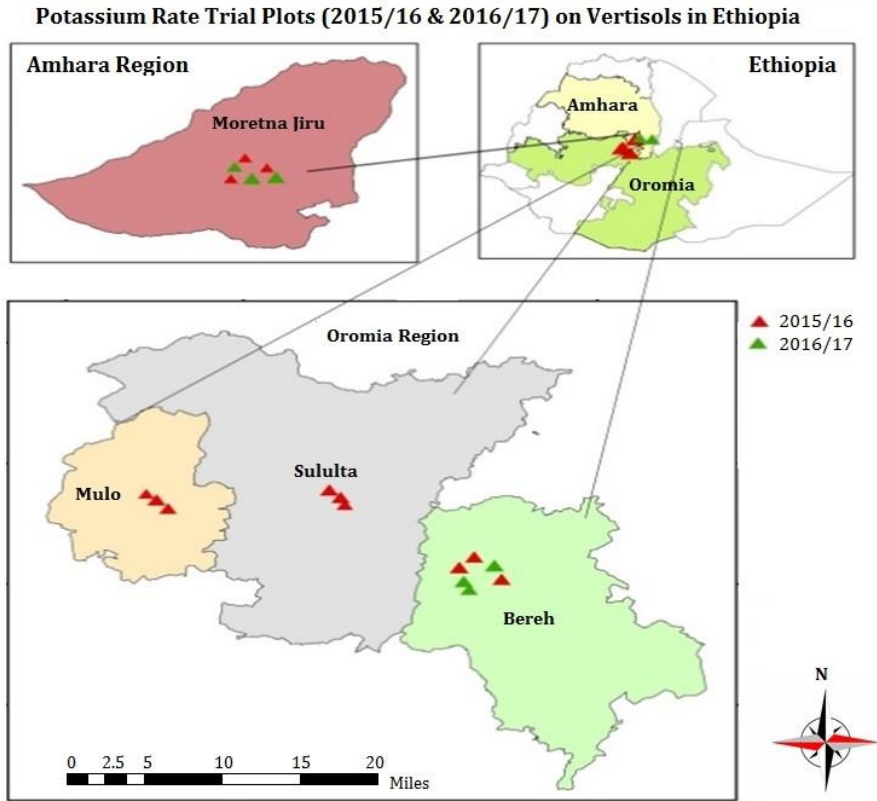 Potassium Rate Trial Plots (2015/16 & 2016/17) on Vertisols in Ethiopia
Amhara Region
Moretna Jiru
Ethiopia
Amhara
Oromia
2015/16
2016/17
Oromia Region
Mulo
Sululta
Bereh
N
0 2.5 5 10 15 20
Miles